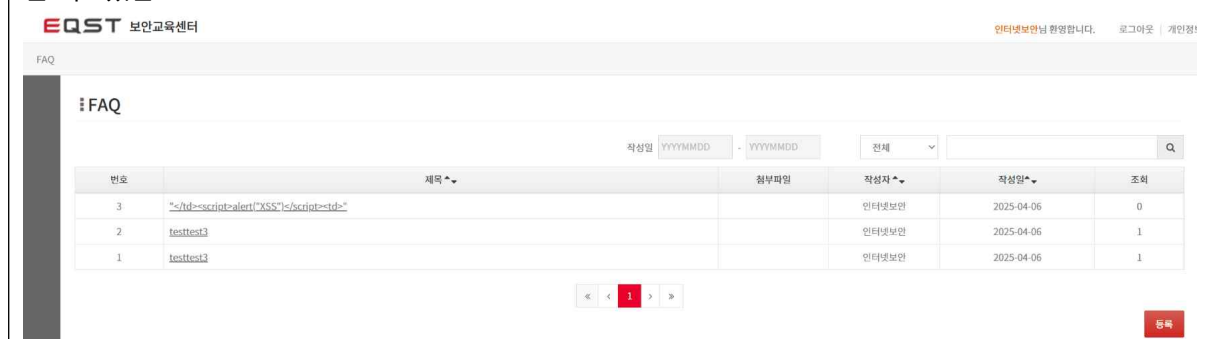 EQST 보안교육센터
인터넷보안님 환영합니다. 로그아웃 | 개인정보
FAQ
FAQ
작성일 YYYYMMDD - YYYYMMDD 전체
번호 제목 첨부파일 작성자 작성일 조회
3 "</td><script>alert("XSS")</script><td>" 인터넷보안 2025-04-06 0
2 testtest3 인터넷보안 2025-04-06 1
1 testtest3 인터넷보안 2025-04-06 1
« < 1 > »
등록